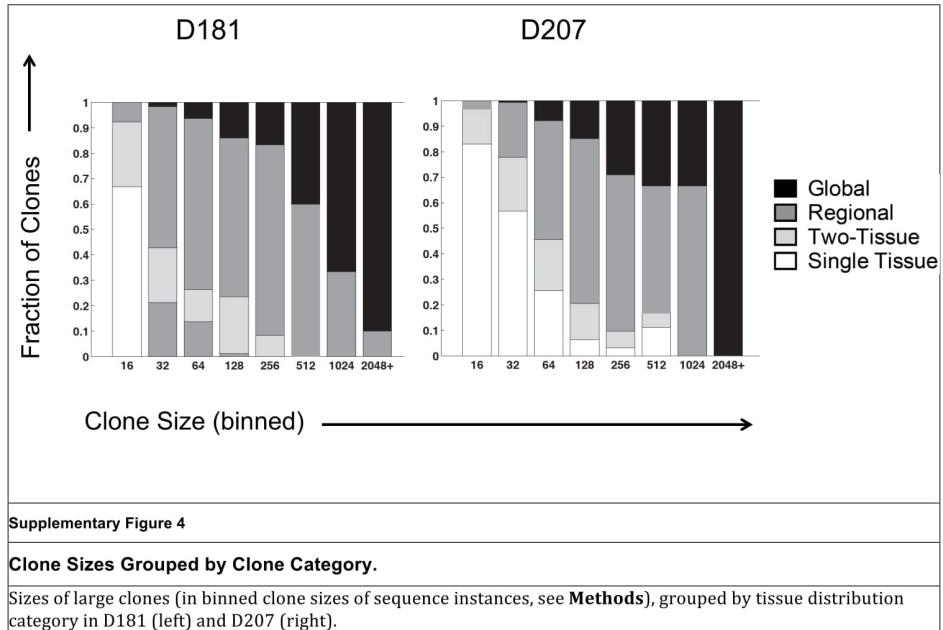 D181
D207
Fraction of Clones
1
0.9
0.8
0.7
0.6
0.5
0.4
0.3
0.2
0.1
0
16 32 64 128 256 512 1024 2048+
1
0.9
0.8
0.7
0.6
0.5
0.4
0.3
0.2
0.1
0
16 32 64 128 256 512 1024 2048+
Global
Regional
Two-Tissue
Single Tissue
Clone Size (binned)
Supplementary Figure 4
Clone Sizes Grouped by Clone Category.
Sizes of large clones (in binned clone sizes of sequence instances, see Methods), grouped by tissue distribution
category in D181 (left) and D207 (right).